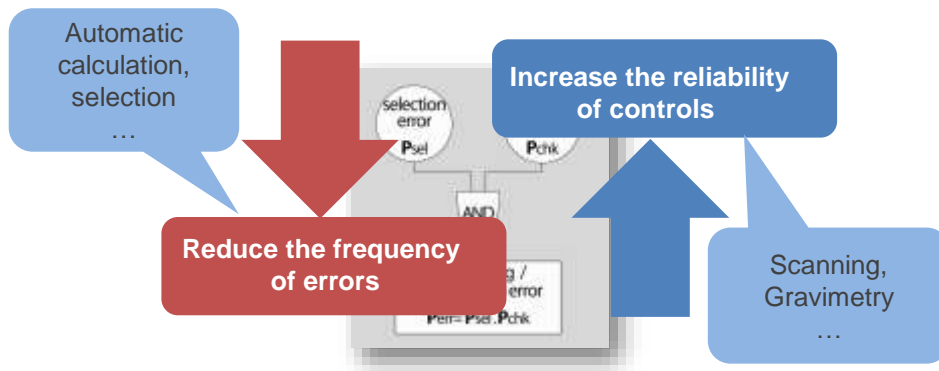 Automatic
calculation,
selection
…
Increase the reliability
of controls
selection
error
Psel
Pchk
AND
Reduce the frequency
of errors
g /
error
Perr= Psel.Pchk
Scanning,
Gravimetry
…